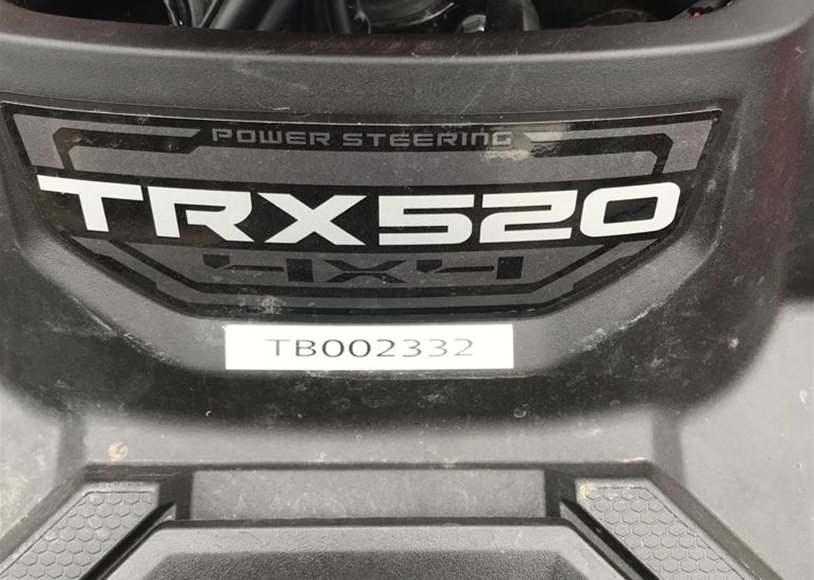 POWER STEERING
TRX520
4X4
TB002332